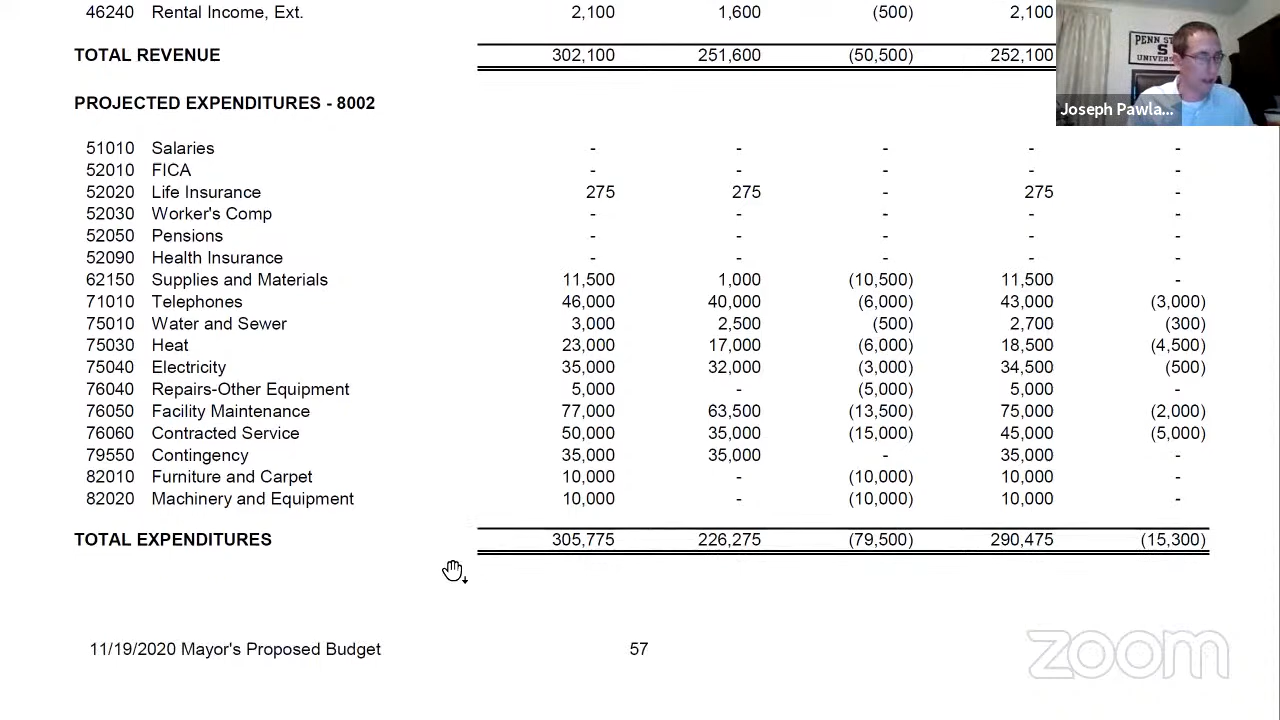 46240 Rental Income, Ext. 2,100 1,600 (500) 2,100
TOTAL REVENUE 302,100 251,600 (50,500) 252,100
PENN ST
S
UNIVERS
Joseph Pawla...
PROJECTED EXPENDITURES - 8002
51010 Salaries - - - - -
52010 FICA - - - - -
52020 Life Insurance 275 275 - 275 -
52030 Worker's Comp - - - - -
52050 Pensions - - - - -
52090 Health Insurance - - - - -
62150 Supplies and Materials 11,500 1,000 (10,500) 11,500 -
71010 Telephones 46,000 40,000 (6,000) 43,000 (3,000)
75010 Water and Sewer 3,000 2,500 (500) 2,700 (300)
75030 Heat 23,000 17,000 (6,000) 18,500 (4,500)
75040 Electricity 35,000 32,000 (3,000) 34,500 (500)
76040 Repairs-Other Equipment 5,000 - (5,000) 5,000 -
76050 Facility Maintenance 77,000 63,500 (13,500) 75,000 (2,000)
76060 Contracted Service 50,000 35,000 (15,000) 45,000 (5,000)
79550 Contingency 35,000 35,000 - 35,000 -
82010 Furniture and Carpet 10,000 - (10,000) 10,000 -
82020 Machinery and Equipment 10,000 - (10,000) 10,000 -
TOTAL EXPENDITURES 305,775 226,275 (79,500) 290,475 (15,300)
11/19/2020 Mayor's Proposed Budget 57
zoom